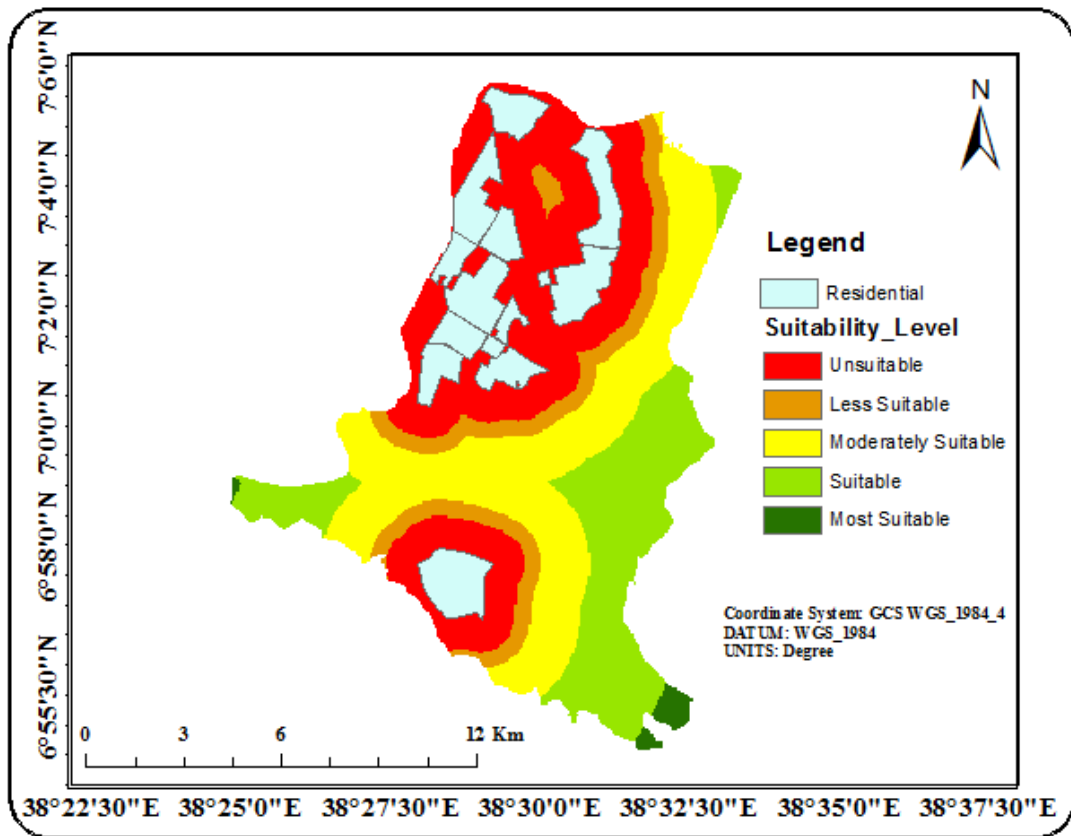 7°6'0"N
7°4'0"N
7°2'0"N
7°0'0"N
6°58'0"N
6°55'30"N
N
Legend
Residential
Suitability_Level
Unsuitable
Less Suitable
Moderately Suitable
Suitable
Most Suitable
Coordinate System: GCS WGS_1984_4
DATUM: WGS_1984
UNITS: Degree
0 3 6 12 Km
38°22'30"E 38°25'0"E 38°27'30"E 38°30'0"E 38°32'30"E 38°35'0"E 38°37'30"E